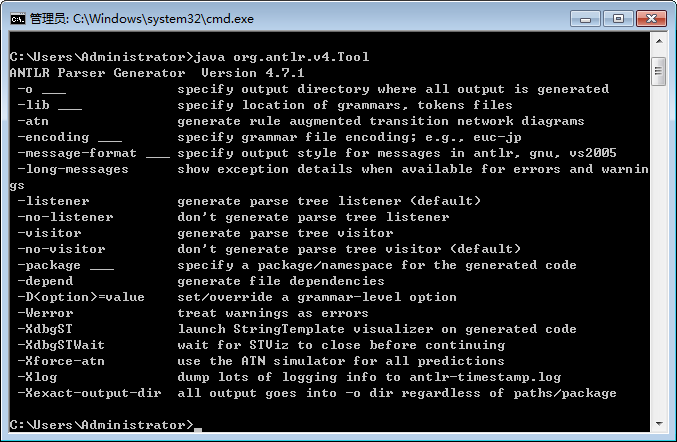 管理员: C:\Windows\system32\cmd.exe
C:\Users\Administrator>java org.antlr.v4.Tool
ANTLR Parser Generator  Version 4.7.1
 -o ___              specify output directory where all output is generated
 -lib ___            specify location of grammars, tokens files
 -atn                generate rule augmented transition network diagrams
 -encoding ___       specify grammar file encoding; e.g., euc-jp
 -message-format ___ specify output style for messages in antlr, gnu, vs2005
 -long-messages      show exception details when available for errors and warnin
gs
 -listener           generate parse tree listener (default)
 -no-listener        don't generate parse tree listener
 -visitor            generate parse tree visitor
 -no-visitor         don't generate parse tree visitor (default)
 -package ___        specify a package/namespace for the generated code
 -depend             generate file dependencies
 -D<option>=value    set/override a grammar-level option
 -Werror             treat warnings as errors
 -XdbgST             launch StringTemplate visualizer on generated code
 -XdbgSTWait         wait for STViz to close before continuing
 -Xforce-atn         use the ATN simulator for all predictions
 -Xlog               dump lots of logging info to antlr-timestamp.log
 -Xexact-output-dir  all output goes into -o dir regardless of paths/package
C:\Users\Administrator>